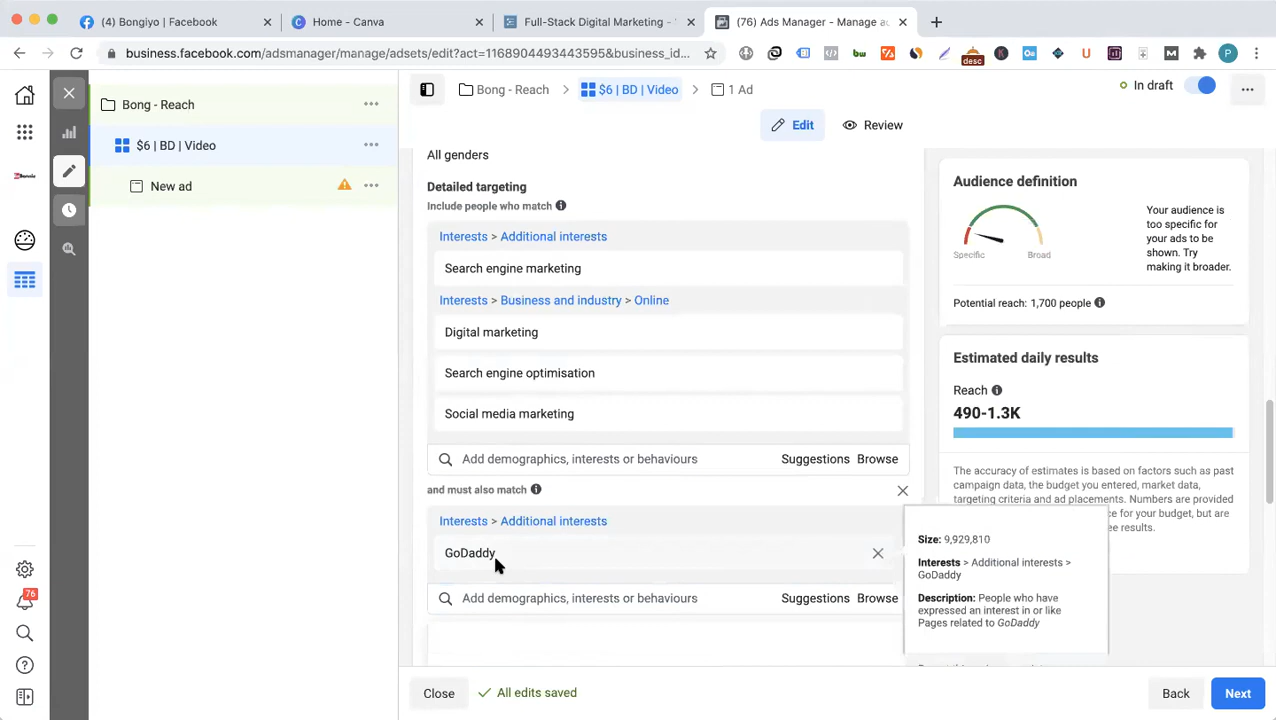 (4) Bongiyo | Facebook
Home - Canva
Full-Stack Digital Marketing - '
(76) Ads Manager - Manage ac
business.facebook.com/adsmanager/manage/adsets/edit?act=1168904493443595&business_id...
desc
P
Bong - Reach
$6 | BD | Video
New ad
76
Bong - Reach > $6 | BD | Video > 1 Ad
In draft
Edit
Review
All genders
Detailed targeting
Include people who match
Interests > Additional interests
Search engine marketing
Interests > Business and industry > Online
Digital marketing
Search engine optimisation
Social media marketing
Add demographics, interests or behaviours Suggestions Browse
and must also match
Interests > Additional interests
GoDaddy
Add demographics, interests or behaviours Suggestions Browse
Size: 9,929,810
Interests > Additional interests >
GoDaddy
Description: People who have
expressed an interest in or like
Pages related to GoDaddy
Audience definition
Specific Broad
Your audience is
too specific for
your ads to be
shown. Try
making it broader.
Potential reach: 1,700 people
Estimated daily results
Reach
490-1.3K
The accuracy of estimates is based on factors such as past
campaign data, the budget you entered, market data,
targeting criteria and ad placements. Numbers are provided
for your budget, but are
results.
Close
All edits saved
Back
Next